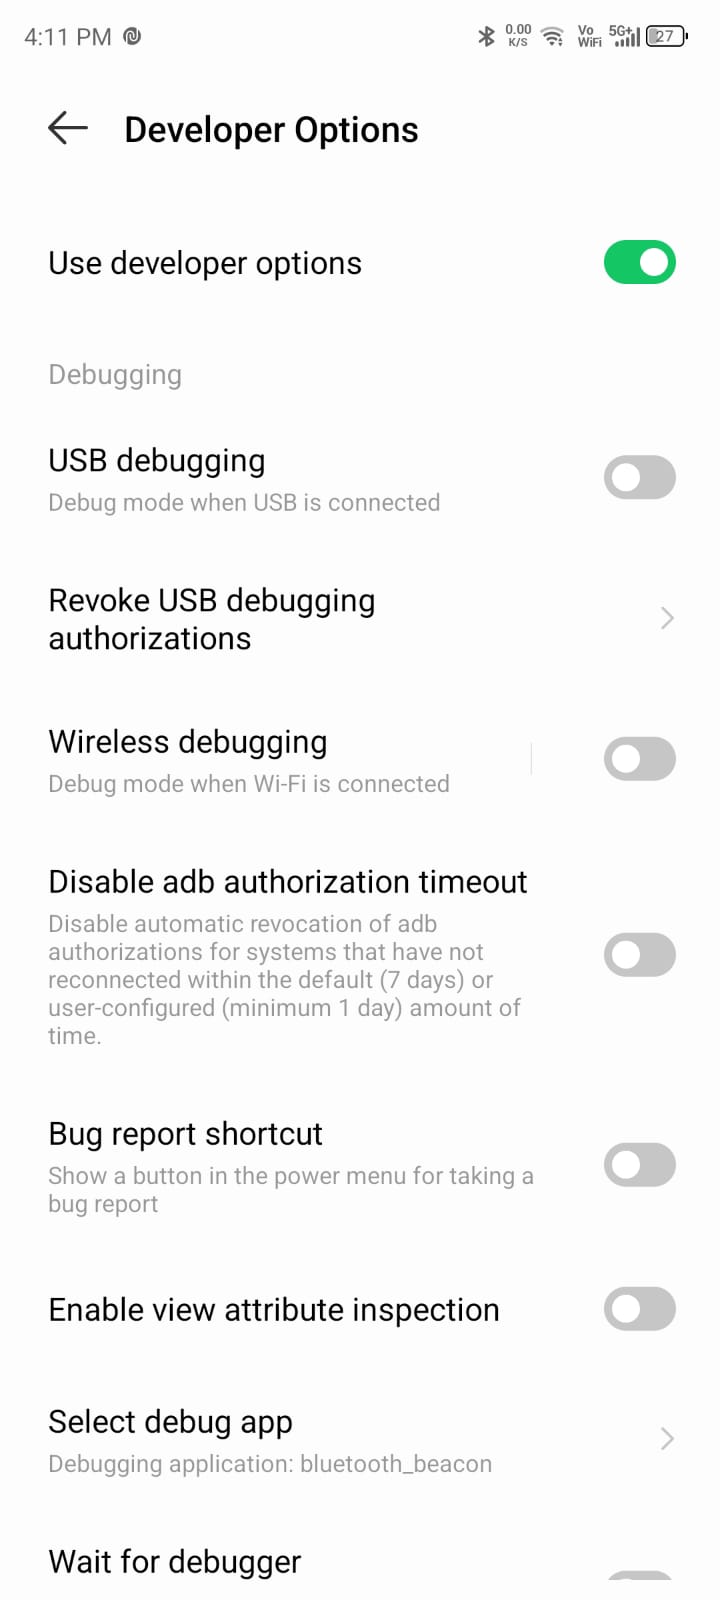 4:11 PM
0.00 K/S
Vo WiFi
5G+
27
Developer Options
Use developer options
Debugging
USB debugging
Debug mode when USB is connected
Revoke USB debugging
authorizations
Wireless debugging
Debug mode when Wi-Fi is connected
Disable adb authorization timeout
Disable automatic revocation of adb
authorizations for systems that have not
reconnected within the default (7 days) or
user-configured (minimum 1 day) amount of
time.
Bug report shortcut
Show a button in the power menu for taking a
bug report
Enable view attribute inspection
Select debug app
Debugging application: bluetooth_beacon
Wait for debugger